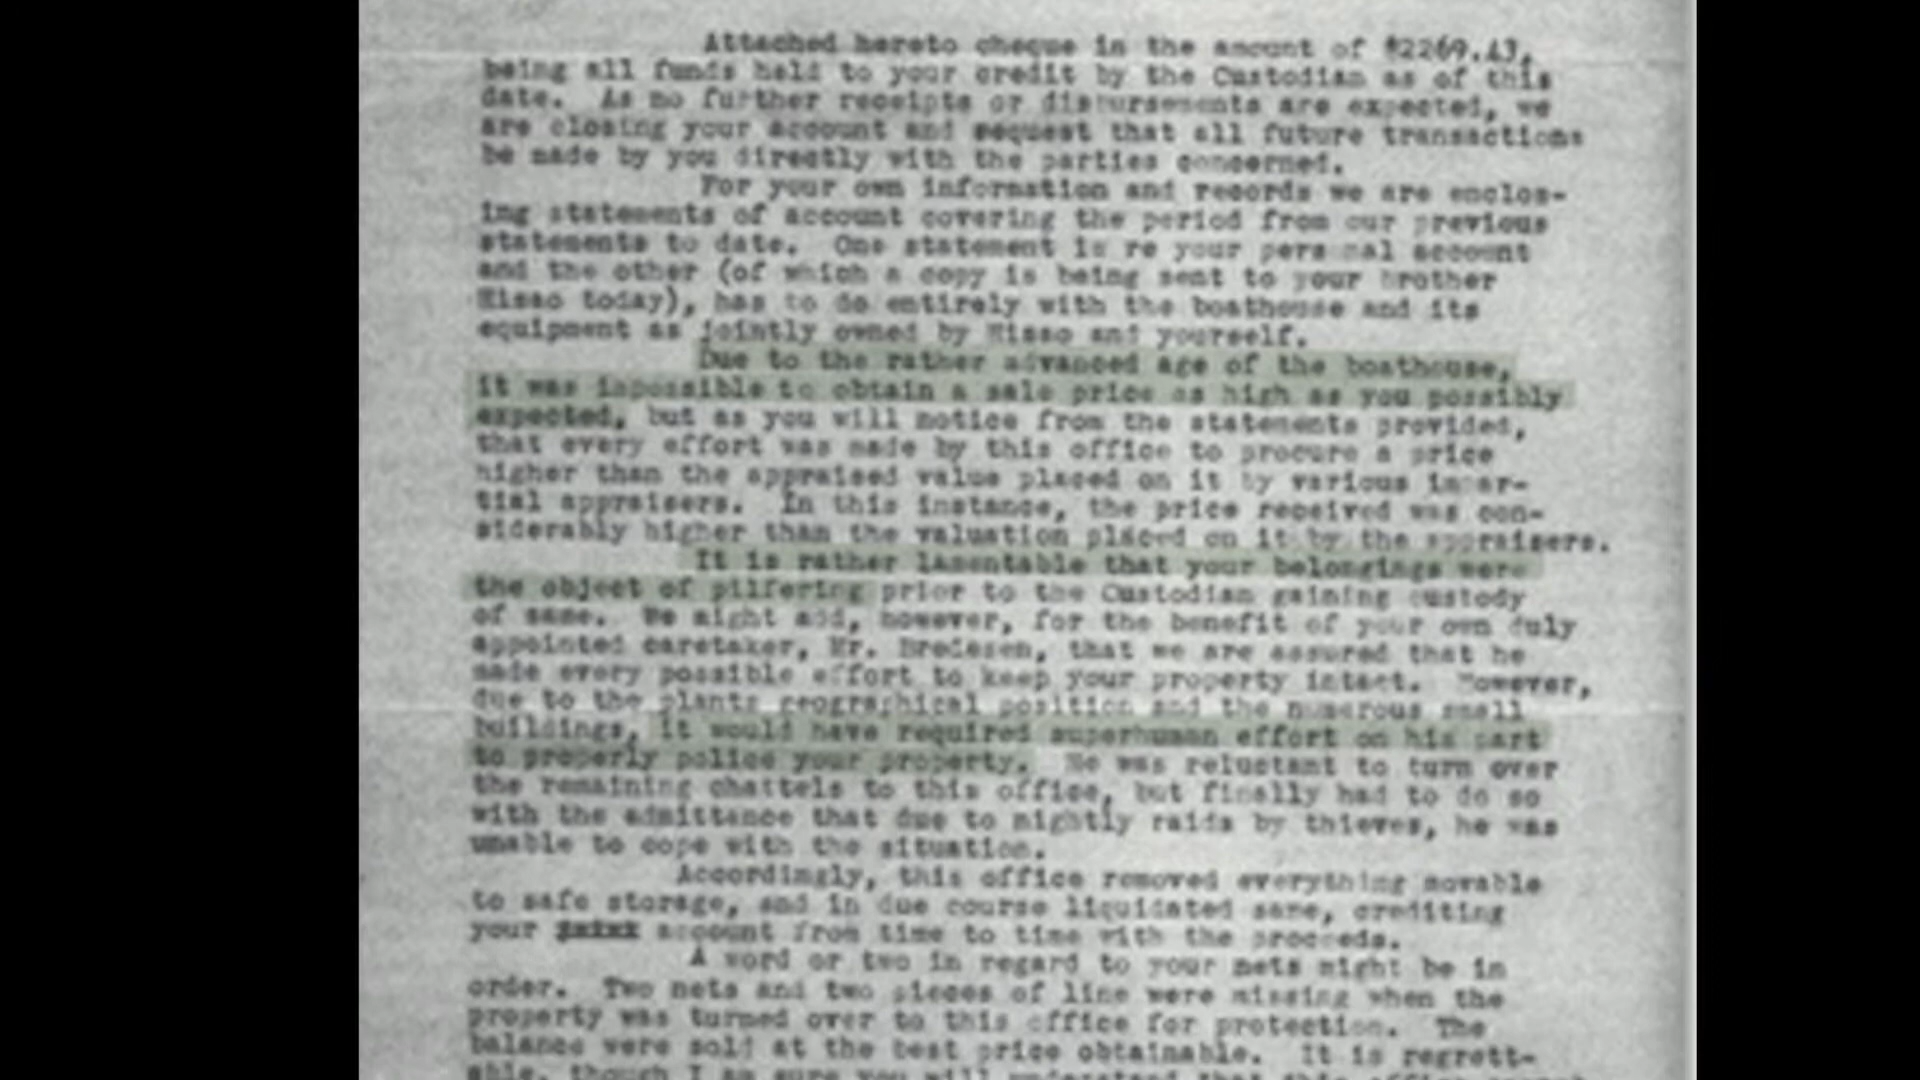 Attached hereto cheque in the amount of $2269.43,
being all funds held to your credit by the Custodian as of this
date. As no further receipts or disbursements are expected, we
are closing your account and request that all future transactions
be made by you directly with the parties concerned.
For your own information and records we are enclos-
ing statements of account covering the period from our previous
statements to date. One statement is re your personal account
and the other (of which a copy is being sent to your brother
today), has to do entirely with the boathouse and its
equipment as jointly owned by and yourself.
Due to the rather advanced age of the boathouse,
it was impossible to obtain a sale price as high as you possibly
expected, but as you will notice from the statements provided,
that every effort was made by this office to procure a price
higher than the appraised value placed on it by various impar-
tial appraisers. In this instance, the price received was con-
siderably higher than the valuation placed on it by the appraisers.
It is rather lamentable that your belongings were
the object of pilfering prior to the Custodian gaining custody
of same. We might add, however, for the benefit of your own duly
appointed caretaker, Mr. Bredesen, that we are assured that he
made every possible effort to keep your property intact. However,
due to the plants geographical position and the numerous small
buildings, it would have required superhuman effort on his part
to properly police your property. He was reluctant to turn over
the remaining chattels to this office, but finally had to do so
with the admittance that due to nightly raids by thieves, he was
unable to cope with the situation.
Accordingly, this office removed everything movable
to safe storage, and in due course liquidated same, crediting
your account from time to time with the proceeds.
A word or two in regard to your nets might be in
order. Two nets and two pieces of line were missing when the
property was turned over to this office for protection. The
balance were sold at the best price obtainable. It is regrett-
able, though I am sure you will understand that this office